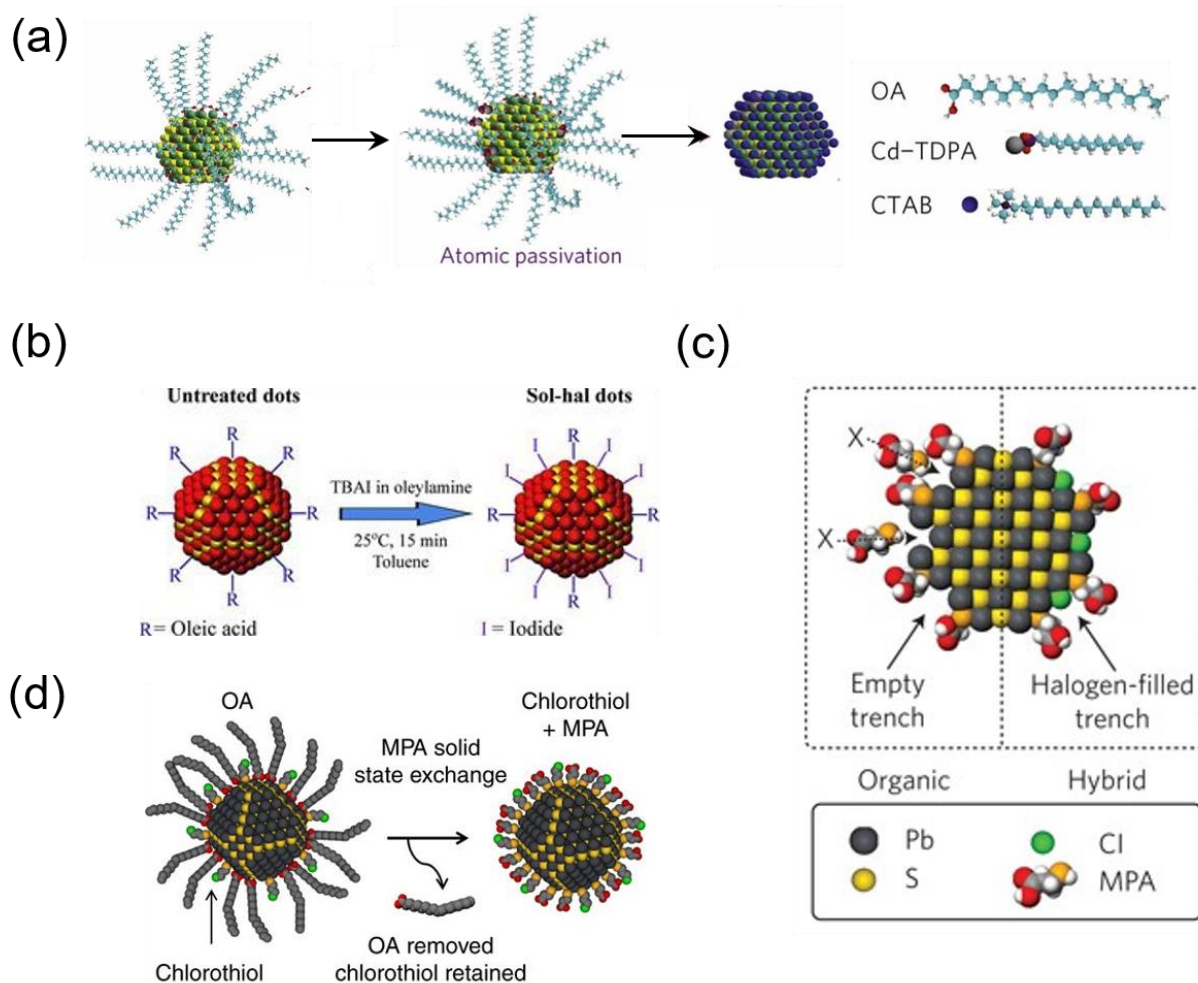 (a)
OA
Cd–TDPA
CTAB
Atomic passivation
(b)
Untreated dots
Sol-hal dots
R
R
R
R
R
R
R
R
TBAI in oleylamine
25°C, 15 min
Toluene
R
I
I
I
I
R
R
I
I
I
I
R
R= Oleic acid
I = Iodide
(c)
X
X
Empty
trench
Halogen-filled
trench
Organic
Hybrid
Pb
S
Cl
MPA
(d)
OA
Chlorothiol
+ MPA
MPA solid
state exchange
OA removed
chlorothiol retained
Chlorothiol